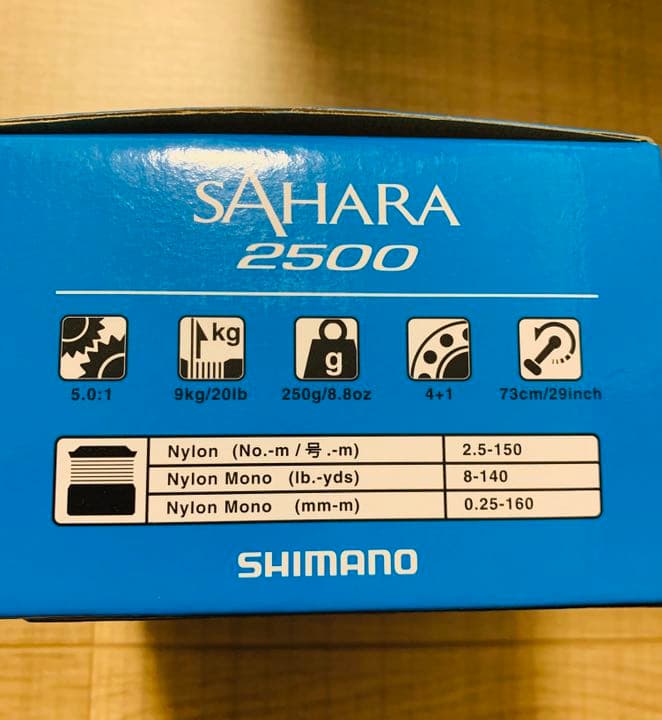 SAHARA
2500
kg
g
5.0:1 9kg/20lb 250g/8.8oz 4+1 73cm/29inch
Nylon (No.-m / 号.-m) 2.5-150
Nylon Mono (lb.-yds) 8-140
Nylon Mono (mm-m) 0.25-160
SHIMANO